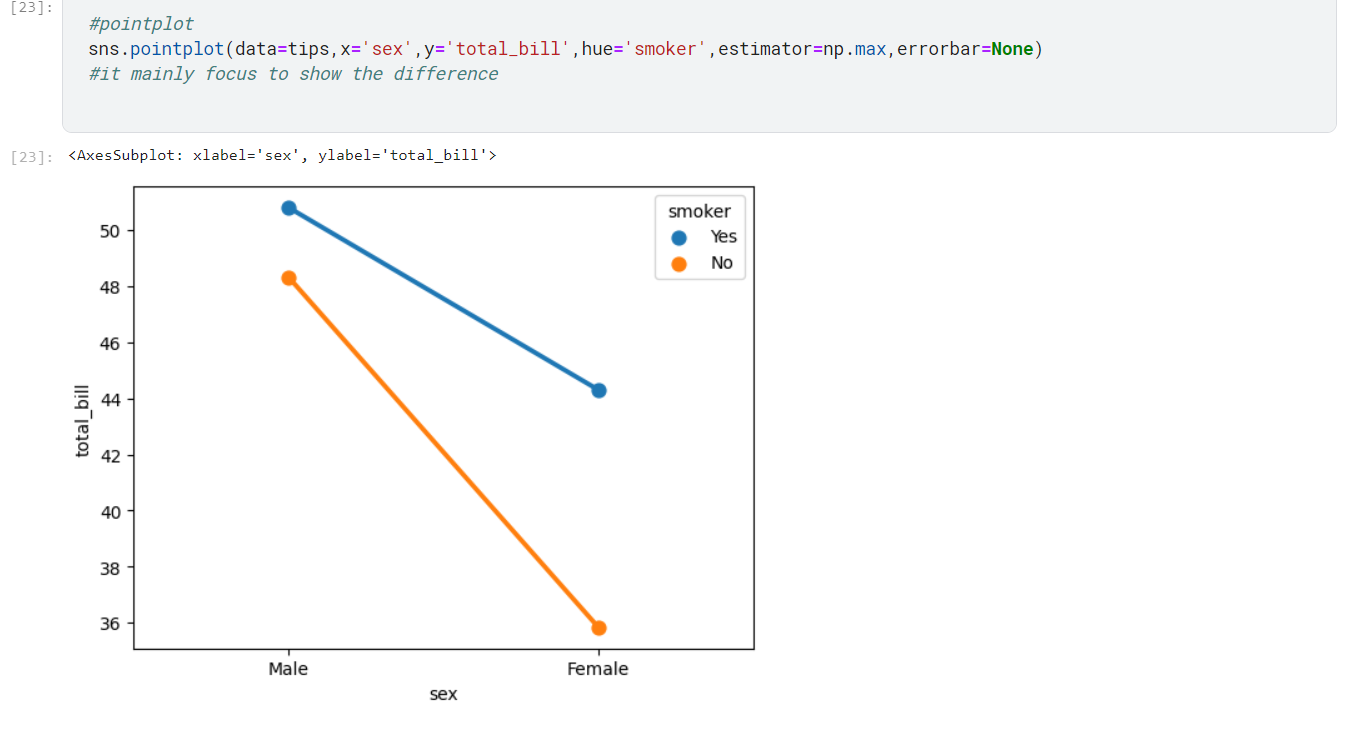 [23]:
#pointplot
sns.pointplot(data=tips,x='sex',y='total_bill',hue='smoker',estimator=np.max,errorbar=None)
#it mainly focus to show the difference
[23]: <AxesSubplot: xlabel='sex', ylabel='total_bill'>
smoker
Yes
No
50
48
46
44
42
40
38
36
total_bill
Male Female
sex